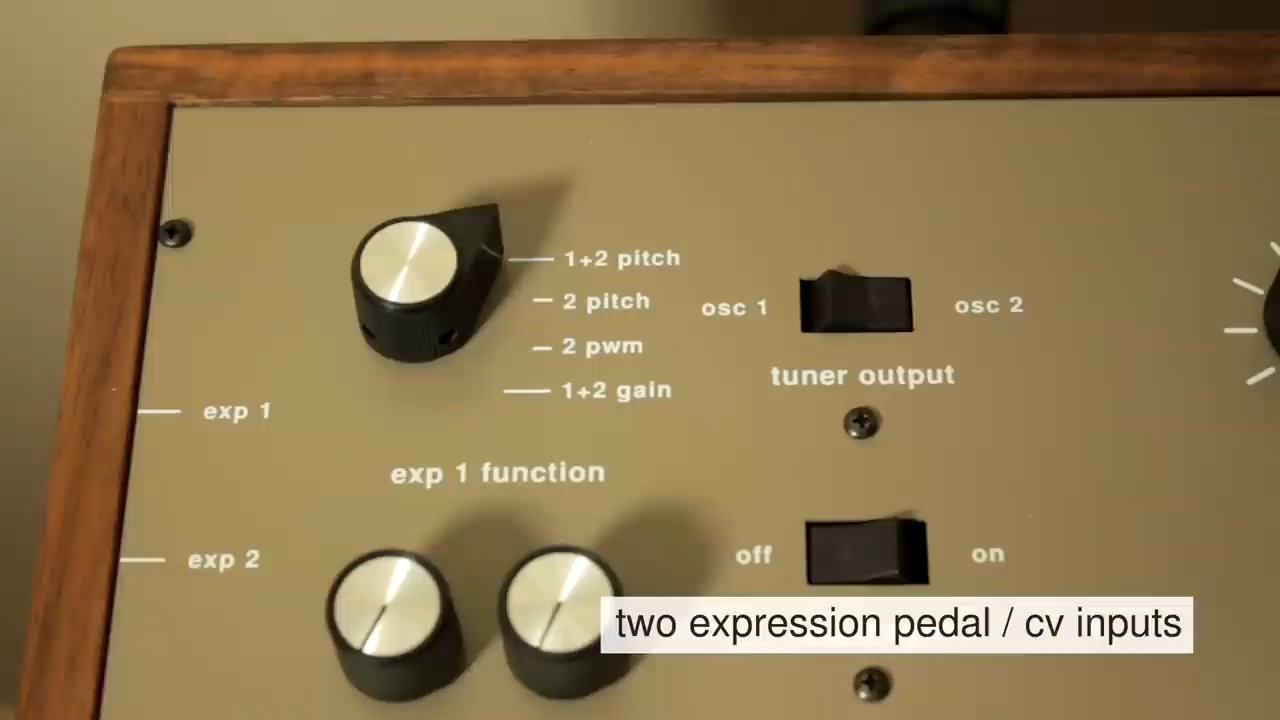 1+2 pitch
2 pitch
2 pwm
1+2 gain
exp 1
exp 1 function
exp 2
osc 1
osc 2
tuner output
off
on
two expression pedal / cv inputs